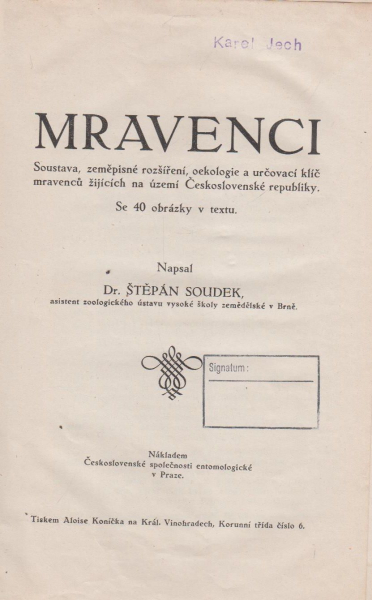 Karel Jech
MRAVENCI
Soustava, zeměpisné rozšíření, oekologie a určovací klíč
mravenců žijících na území Československé republiky.
Se 40 obrázky v textu.
Napsal
Dr. ŠTĚPÁN SOUDEK,
asistent zoologického ústavu vysoké školy zemědělské v Brně.
Signatum:
Nákladem
Československé společnosti entomologické
v Praze.
Tiskem Aloise Konička na Král. Vinohradech, Korunní třída číslo 6.